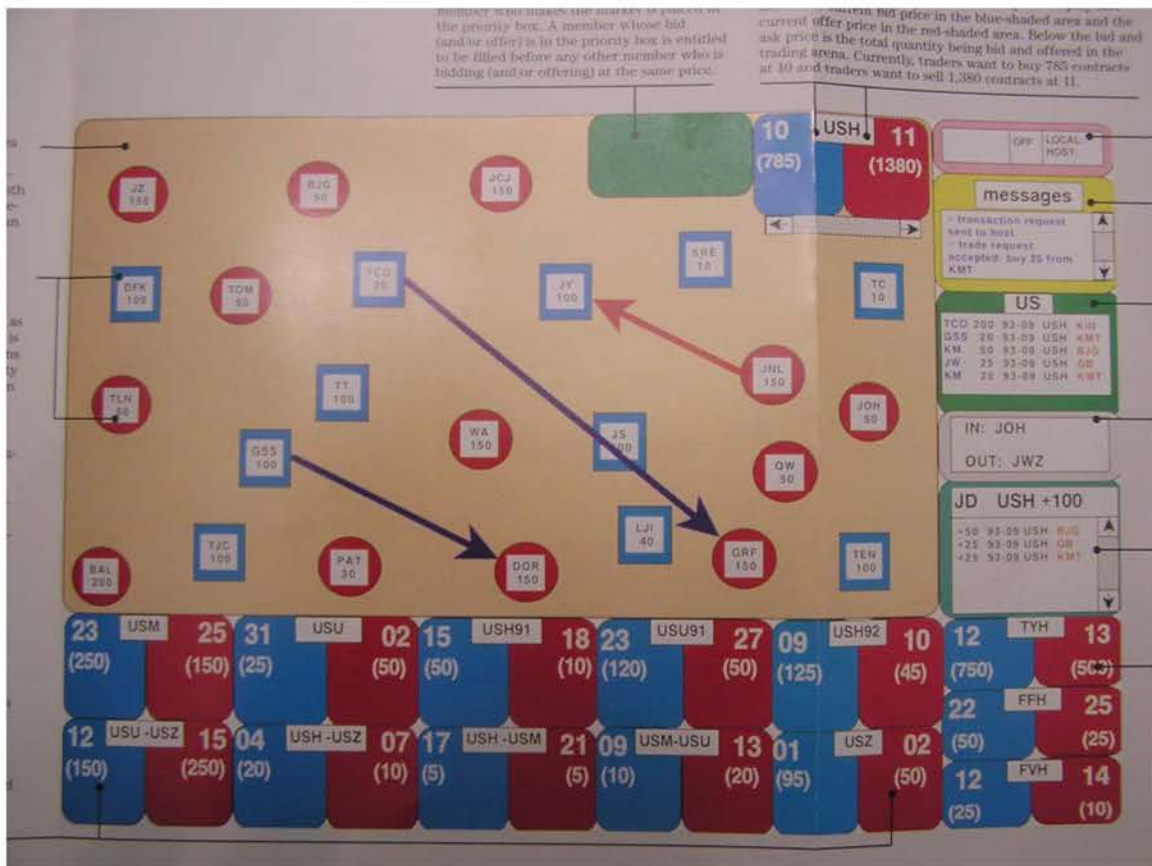 member who makes the market is placed in
the priority box. A member whose bid
(and/or offer) is in the priority box is entitled
to be filled before any other member who is
bidding (and/or offering) at the same price.
current bid price in the blue-shaded area and the
current offer price in the red-shaded area. Below the bid and
ask price is the total quantity being bid and offered in the
trading arena. Currently, traders want to buy 785 contracts
at 10 and traders want to sell 1,380 contracts at 11.
10 USH 11
(785) (1380)
OFF LOCAL:
HOST:
messages
- transaction request
sent to host
- trade request
accepted: buy 25 from
KMT
US
TCO 200 93-09 USH
GSS 20 93-09 USH KMT
KM 50 93-09 USH BJG
JW 25 93-09 USH GB
KM 25 93-09 USH KMT
IN: JOH
OUT: JWZ
JD USH +100
+50 93-09 USH BJG
+25 93-09 USH GB
+25 93-09 USH KMT
JZ
150
BJG
50
JCJ
150
DFK
100
TOM
50
TCO
JY
100
SBE
10
TC
10
JNL
150
JOH
50
TLN
50
TT
100
GSS
100
WA
150
JS
100
QW
50
LJI
40
TJC
100
BAL
PAT
30
DOR
150
GRF
150
TEN
100
23 USM 25
(250) (150)
31 USU 02
(25) (50)
15 USH91 18
(50) (10)
23 USU91 27
(120) (50)
09 USH92 10
(125) (45)
12 TYH 13
(750) (500)
12 USU -USZ 15
(150) (250)
04 USH -USZ 07
(20) (10)
17 USH -USM 21
(5) (5)
09 USM-USU 13
(10) (20)
01 USZ 02
(95) (50)
22 FFH 25
(50) (25)
12 FVH 14
(25) (10)